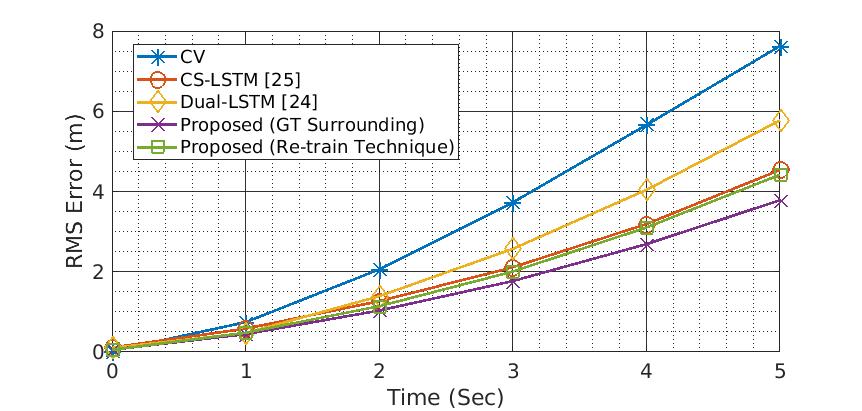 8
6
4
2
0
RMS Error (m)
CV
CS-LSTM [25]
Dual-LSTM [24]
Proposed (GT Surrounding)
Proposed (Re-train Technique)
0 1 2 3 4 5
Time (Sec)